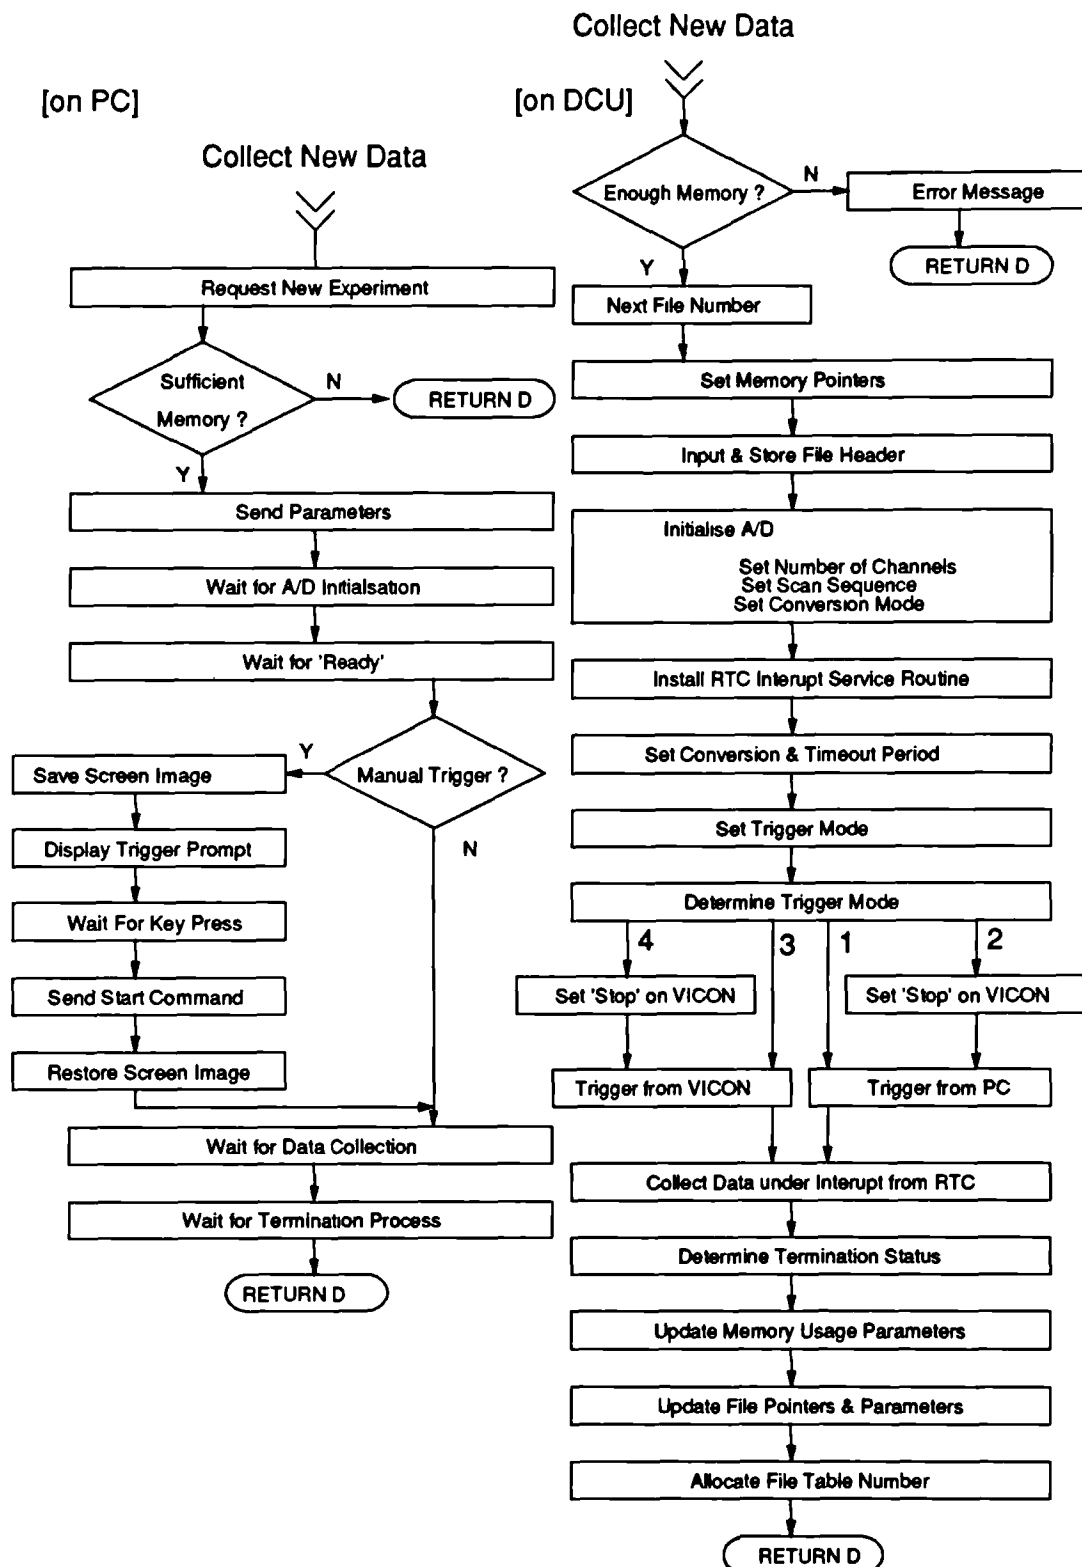 [on PC]
Collect New Data
Request New Experiment
Sufficient
Memory ?
N
RETURN D
Y
Send Parameters
Wait for A/D Initialsation
Wait for 'Ready'
Manual Trigger ?
Y
Save Screen Image
Display Trigger Prompt
N
Wait For Key Press
Send Start Command
Restore Screen Image
Wait for Data Collection
Wait for Termination Process
RETURN D
Collect New Data
[on DCU]
Enough Memory ?
N
Error Message
RETURN D
Y
Next File Number
Set Memory Pointers
Input & Store File Header
Initialise A/D
Set Number of Channels
Set Scan Sequence
Set Conversion Mode
Install RTC Interupt Service Routine
Set Conversion & Timeout Period
Set Trigger Mode
Determine Trigger Mode
4
3
1
2
Set 'Stop' on VICON
Set 'Stop' on VICON
Trigger from VICON
Trigger from PC
Collect Data under Interupt from RTC
Determine Termination Status
Update Memory Usage Parameters
Update File Pointers & Parameters
Allocate File Table Number
RETURN D